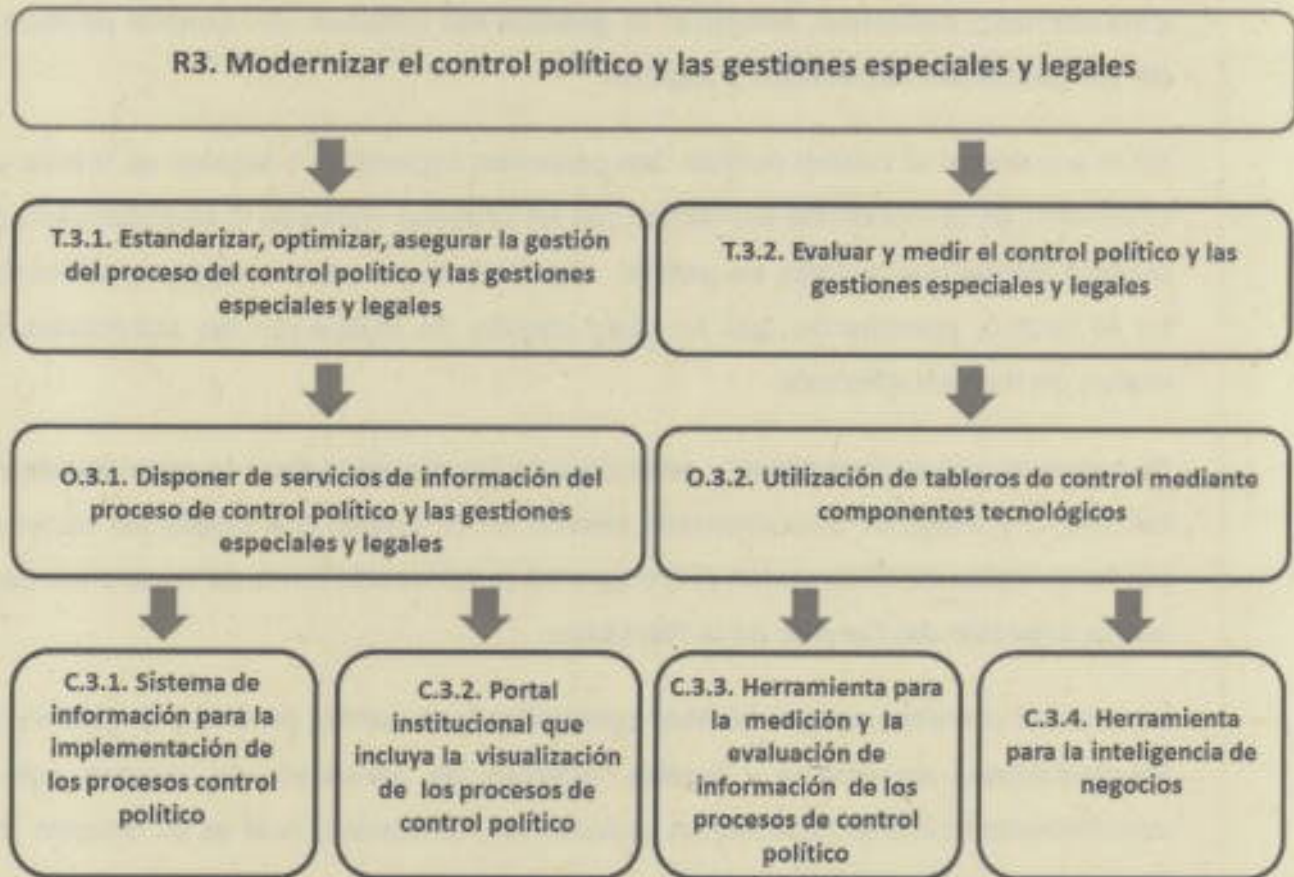 R3. Modernizar el control político y las gestiones especiales y legales
T.3.1. Estandarizar, optimizar, asegurar la gestión
del proceso del control político y las gestiones
especiales y legales
T.3.2. Evaluar y medir el control político y las
gestiones especiales y legales
O.3.1. Disponer de servicios de información del
proceso de control político y las gestiones
especiales y legales
O.3.2. Utilización de tableros de control mediante
componentes tecnológicos
C.3.1. Sistema de
información para la
implementación de
los procesos control
político
C.3.2. Portal
institucional que
incluya la visualización
de los procesos de
control político
C.3.3. Herramienta para
la medición y la
evaluación de
información de los
procesos de control
político
C.3.4. Herramienta
para la inteligencia de
negocios